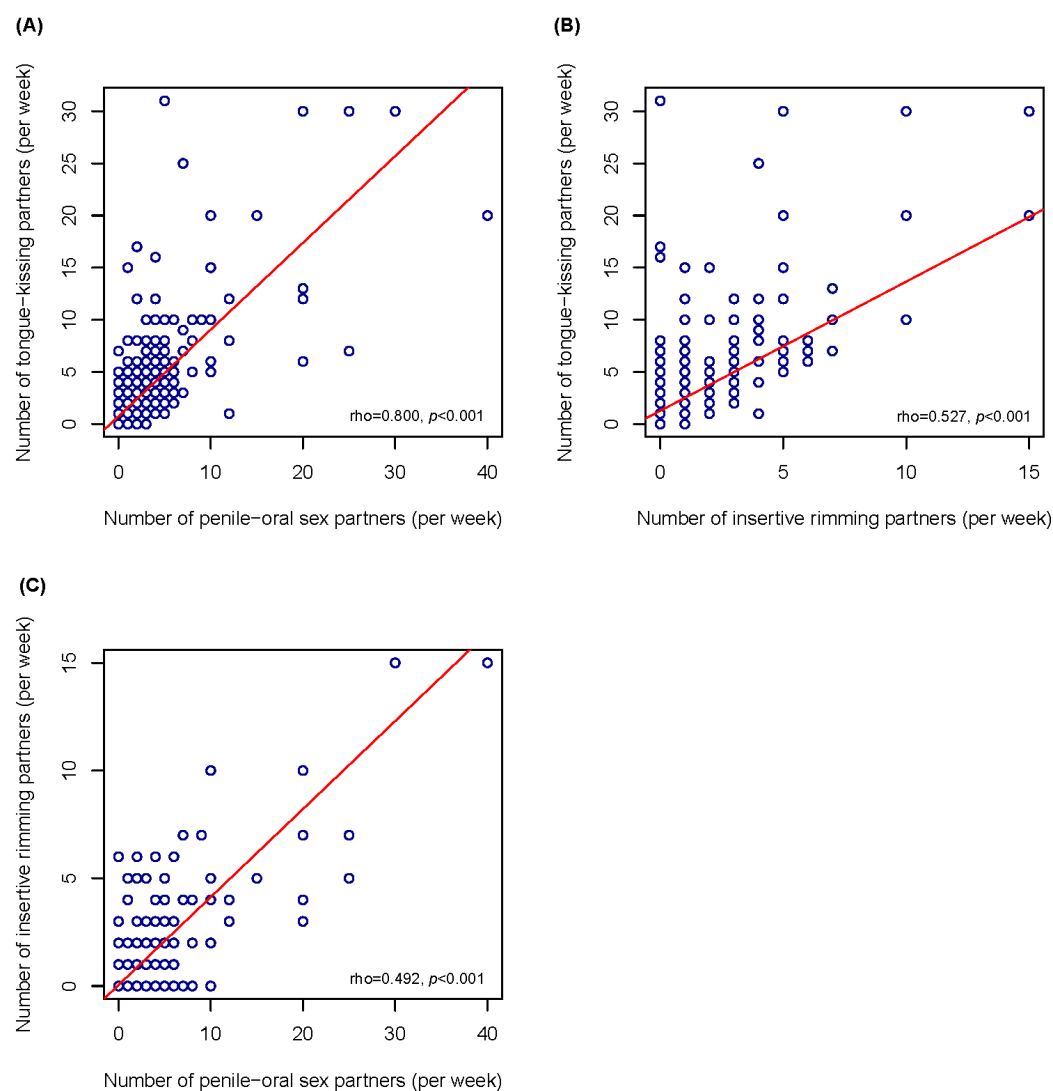 (A)
Number of tongue−kissing partners (per week)
30
25
20
15
10
5
0
rho=0.800, p<0.001
0 10 20 30 40
Number of penile−oral sex partners (per week)
(B)
Number of tongue−kissing partners (per week)
30
25
20
15
10
5
0
rho=0.527, p<0.001
0 5 10 15
Number of insertive rimming partners (per week)
(C)
Number of insertive rimming partners (per week)
15
10
5
0
rho=0.492, p<0.001
0 10 20 30 40
Number of penile−oral sex partners (per week)